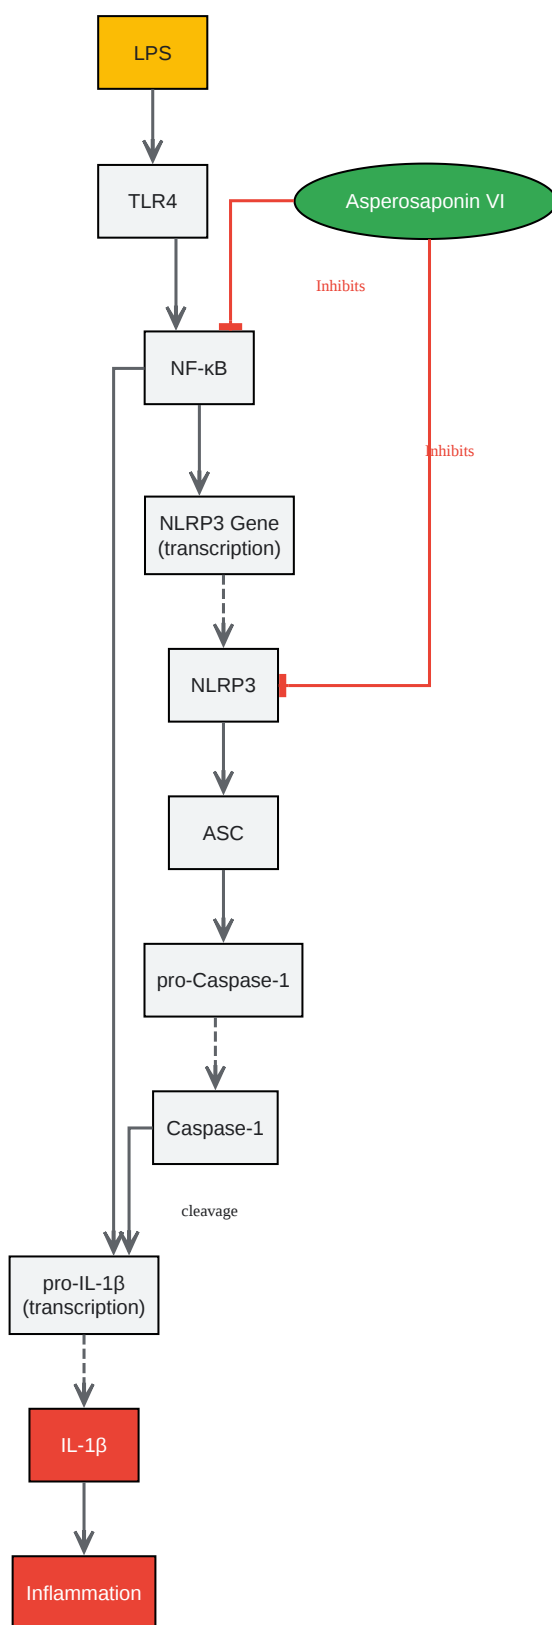 LPS
TLR4
Asperosaponin VI
Inhibits
NF-κB
Inhibits
NLRP3 Gene
(transcription)
NLRP3
ASC
pro-Caspase-1
Caspase-1
cleavage
pro-IL-1β
(transcription)
IL-1β
Inflammation